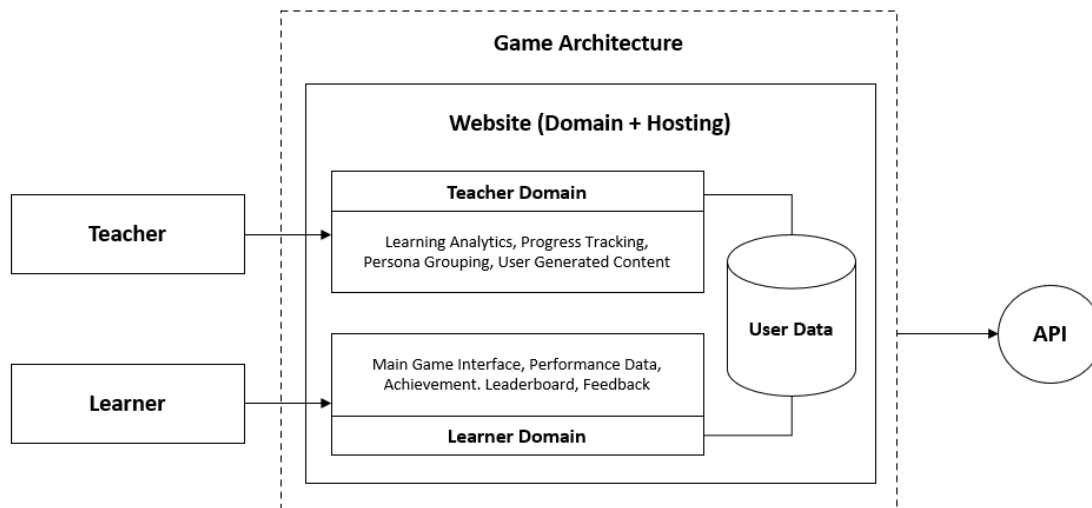 Game Architecture
Website (Domain + Hosting)
Teacher
Teacher Domain
Learning Analytics, Progress Tracking,
Persona Grouping, User Generated Content
User Data
API
Learner
Main Game Interface, Performance Data,
Achievement. Leaderboard, Feedback
Learner Domain